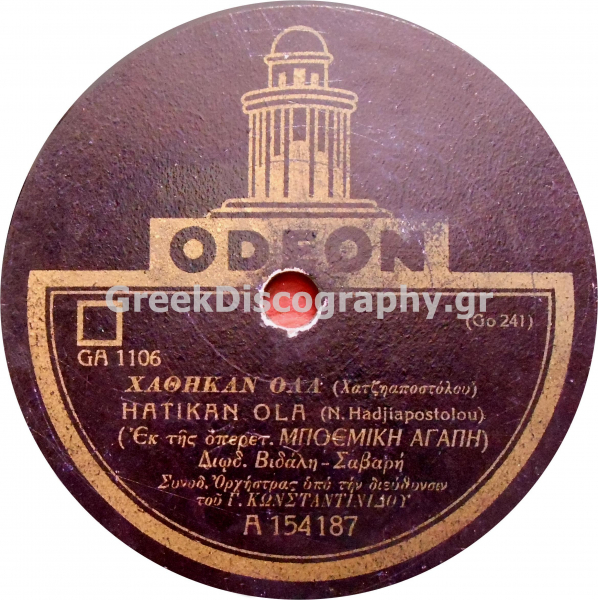 ODEON
GreekDiscography.gr
(Go 241)
GA 1106
ΧΑΘΗΚΑΝ ΟΛΑ (Χατζηαποστόλου)
HATIKAN OLA (N. Hadjiapostolou)
(Ἐκ τῆς ὀπερετ. ΜΠΟΕΜΙΚΗ ΑΓΑΠΗ)
Διωδ. Βιδάλη - Σαβαρῆ
Συνοδ. Ὀρχήστρας ὑπὸ τὴν διεύθυνσιν
τοῦ Γ. ΚΩΝΣΤΑΝΤΙΝΙΔΟΥ
A 154187